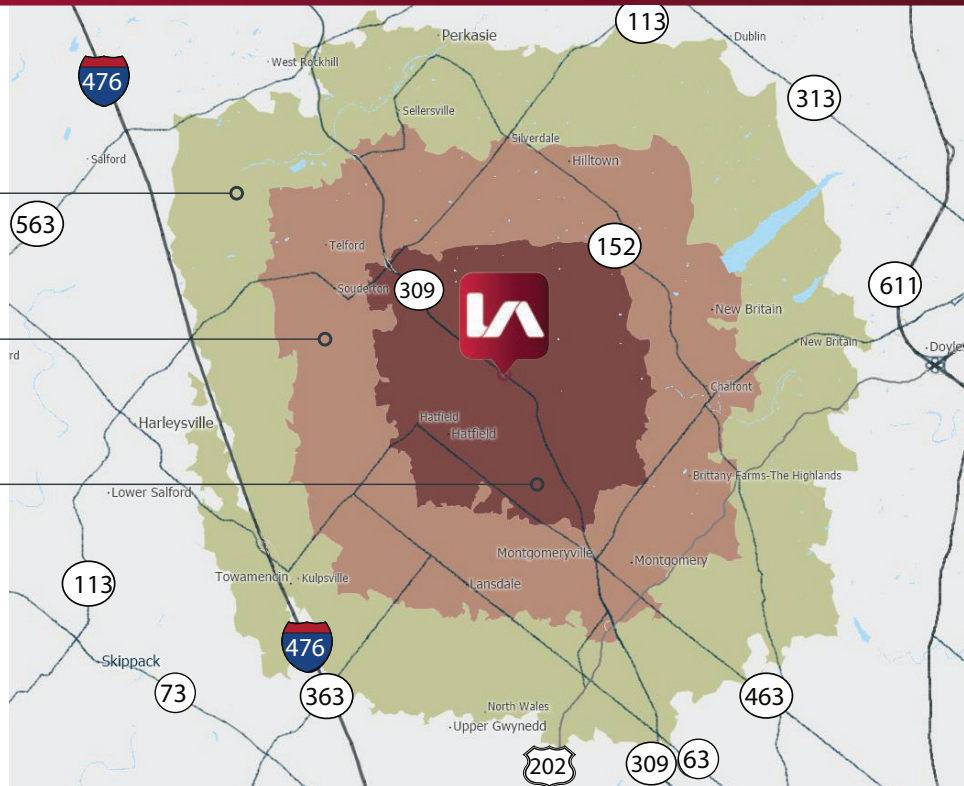 113
Perkasie
Dublin
West Rockhill
476
313
Sellersville
Silverdale
Salford
Hilltown
563
152
Telford
611
Souderton
309
LA
New Britain
New Britain
Doyles
rd
Chalfont
Hatfield
Harleysville
Hatfield
Brittany Farms-The Highlands
Lower Salford
Montgomeryville
Montgomery
113
Towamencin
Kulpsville
Lansdale
476
Skippack
73
363
463
North Wales
Upper Gwynedd
202
309
63